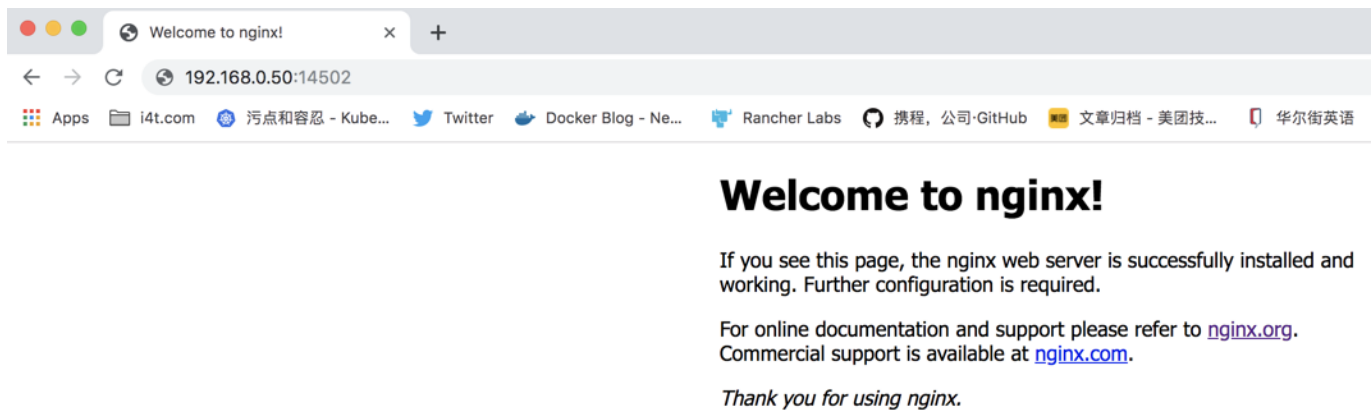 Welcome to nginx!
192.168.0.50:14502
Apps i4t.com 污点和容忍 - Kube... Twitter Docker Blog - Ne... Rancher Labs 携程，公司·GitHub 美团 文章归档 - 美团技... 华尔街英语
Welcome to nginx!
If you see this page, the nginx web server is successfully installed and
working. Further configuration is required.
For online documentation and support please refer to nginx.org.
Commercial support is available at nginx.com.
Thank you for using nginx.